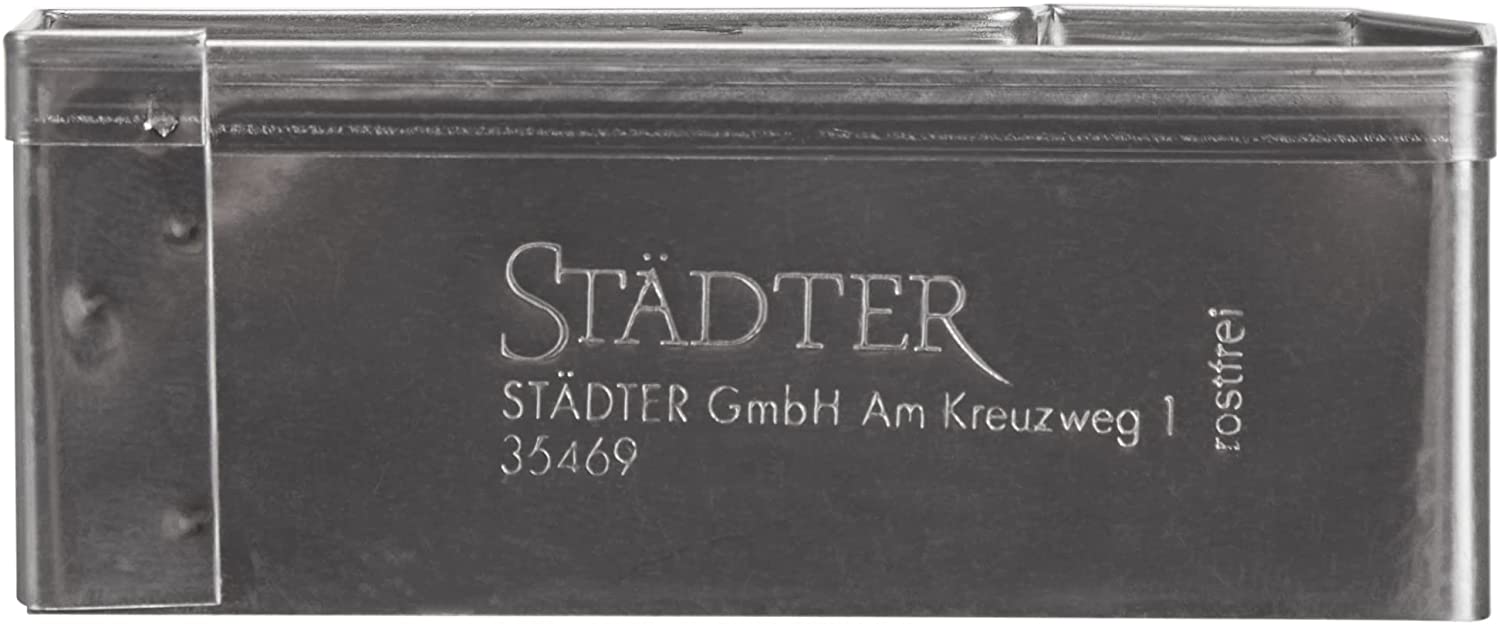 STÄDTER
STÄDTER GmbH Am Kreuzweg 1
35469
rostfrei